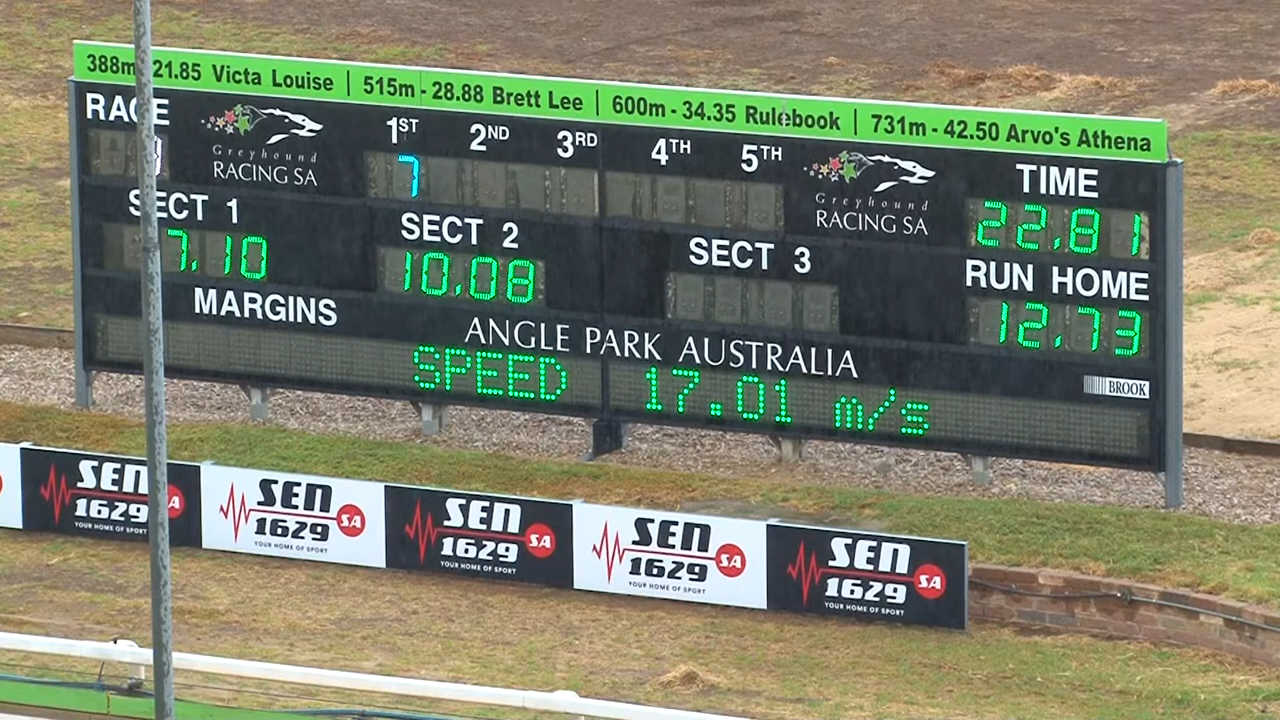 388m 21.85 Victa Louise | 515m - 28.88 Brett Lee | 600m - 34.35 Rulebook | 731m - 42.50 Arvo's Athena
RACE
Greyhound
RACING SA
1ST 2ND 3RD 4TH 5TH
7
Greyhound
RACING SA
TIME
22.81
SECT 1
7.10
SECT 2
10.08
SECT 3
RUN HOME
12.73
MARGINS
ANGLE PARK AUSTRALIA
SPEED 17.01 m/s
BROOK
SEN
1629 SA
YOUR HOME OF SPORT
SEN
1629 SA
YOUR HOME OF SPORT
SEN
1629 SA
YOUR HOME OF SPORT
SEN
1629 SA
YOUR HOME OF SPORT
SEN
1629 SA
YOUR HOME OF SPORT